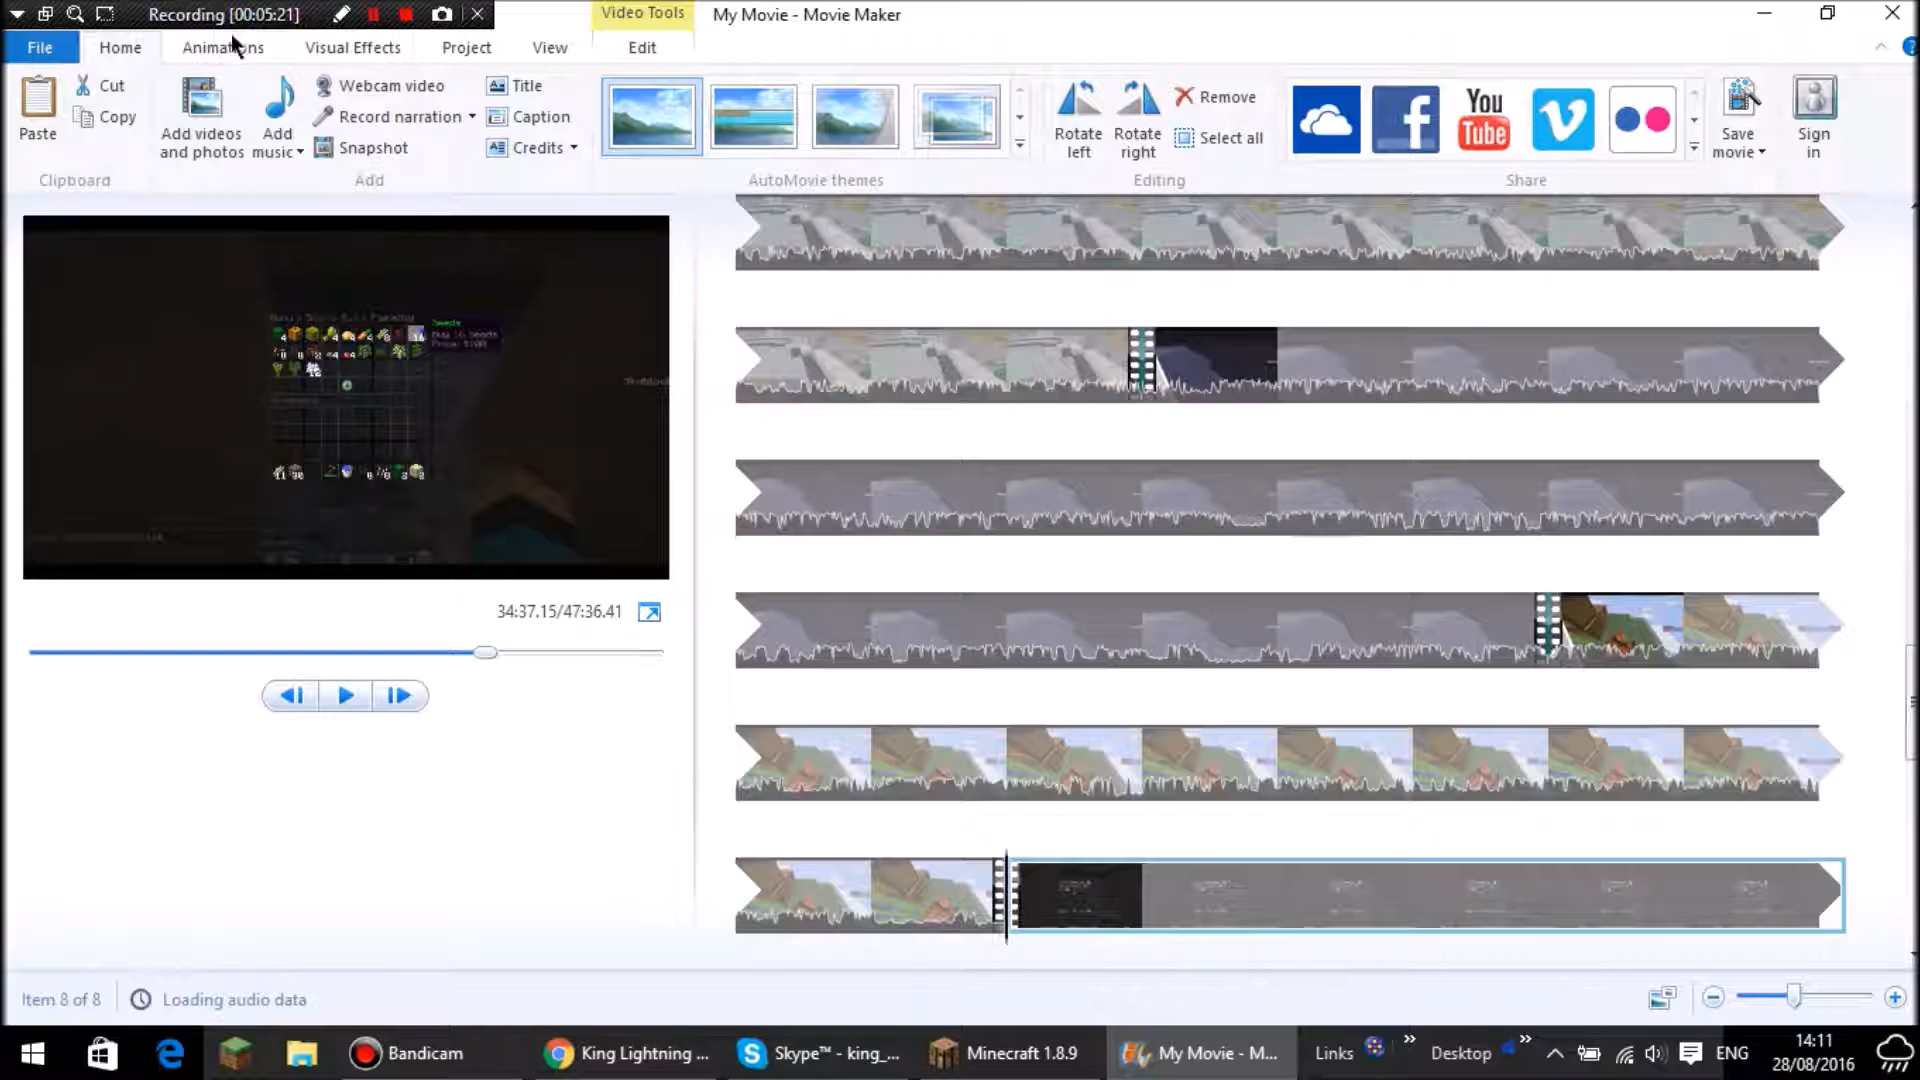 Recording [00:05:21]
Video Tools
My Movie - Movie Maker
File
Home
Animations
Visual Effects
Project
View
Edit
Paste
Cut
Copy
Clipboard
Add videos
and photos
Add
music
Webcam video
Record narration
Snapshot
Title
Caption
Credits
Add
AutoMovie themes
Rotate
left
Rotate
right
Remove
Select all
Editing
You
Tube
Share
Save
movie
Sign
in
34:37.15/47:36.41
Item 8 of 8
Loading audio data
Bandicam
King Lightning ...
Skype™ - king_...
Minecraft 1.8.9
My Movie - M...
Links
Desktop
ENG
14:11
28/08/2016